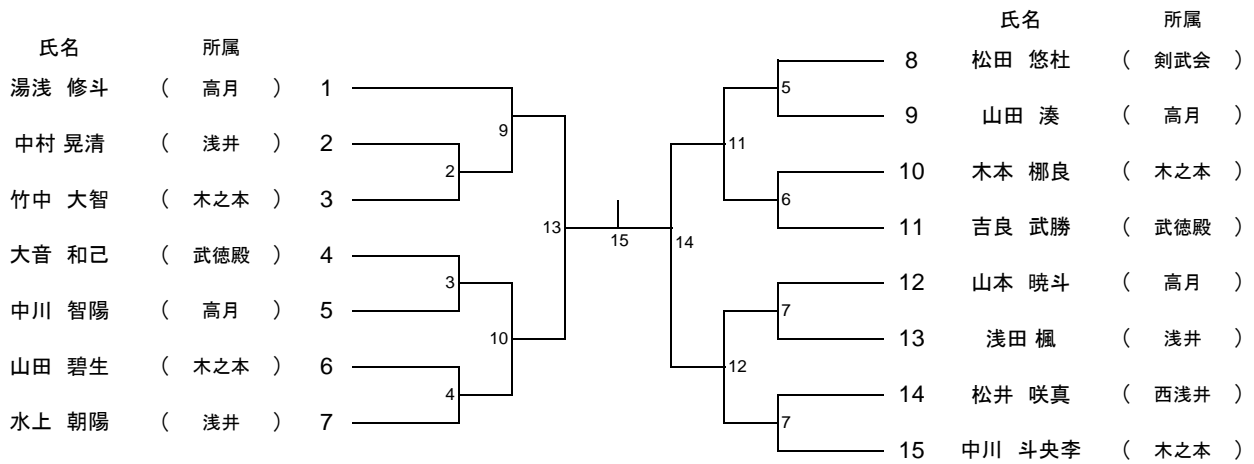 氏名 所属
湯浅 修斗 ( 高月 ) 1
中村 晃清 ( 浅井 ) 2
竹中 大智 ( 木之本 ) 3
大音 和己 ( 武徳殿 ) 4
中川 智陽 ( 高月 ) 5
山田 碧生 ( 木之本 ) 6
水上 朝陽 ( 浅井 ) 7
9
2
3
10
4
13
15
14
11
5
6
12
7
7
氏名 所属
8 松田 悠杜 ( 剣武会 )
9 山田 湊 ( 高月 )
10 木本 梛良 ( 木之本 )
11 吉良 武勝 ( 武徳殿 )
12 山本 暁斗 ( 高月 )
13 浅田 楓 ( 浅井 )
14 松井 咲真 ( 西浅井 )
15 中川 斗央李 ( 木之本 )